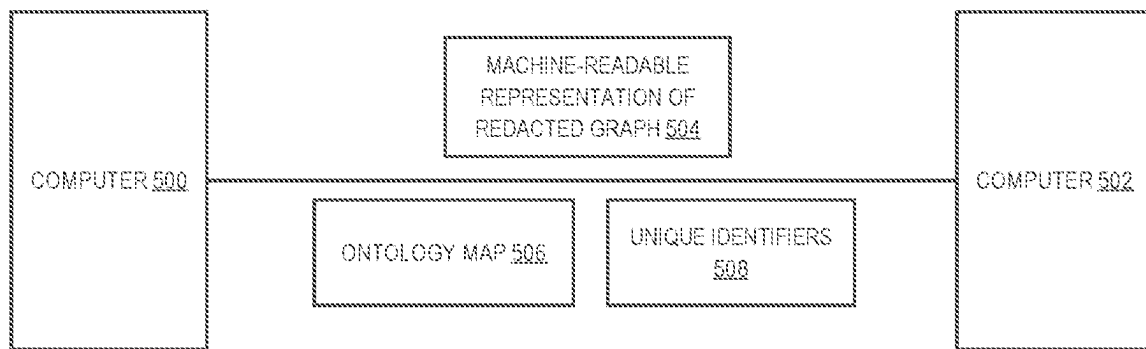 MACHINE-READABLE
REPRESENTATION OF
REDACTED GRAPH 504
COMPUTER 500
COMPUTER 502
ONTOLOGY MAP 506
UNIQUE IDENTIFIERS
508